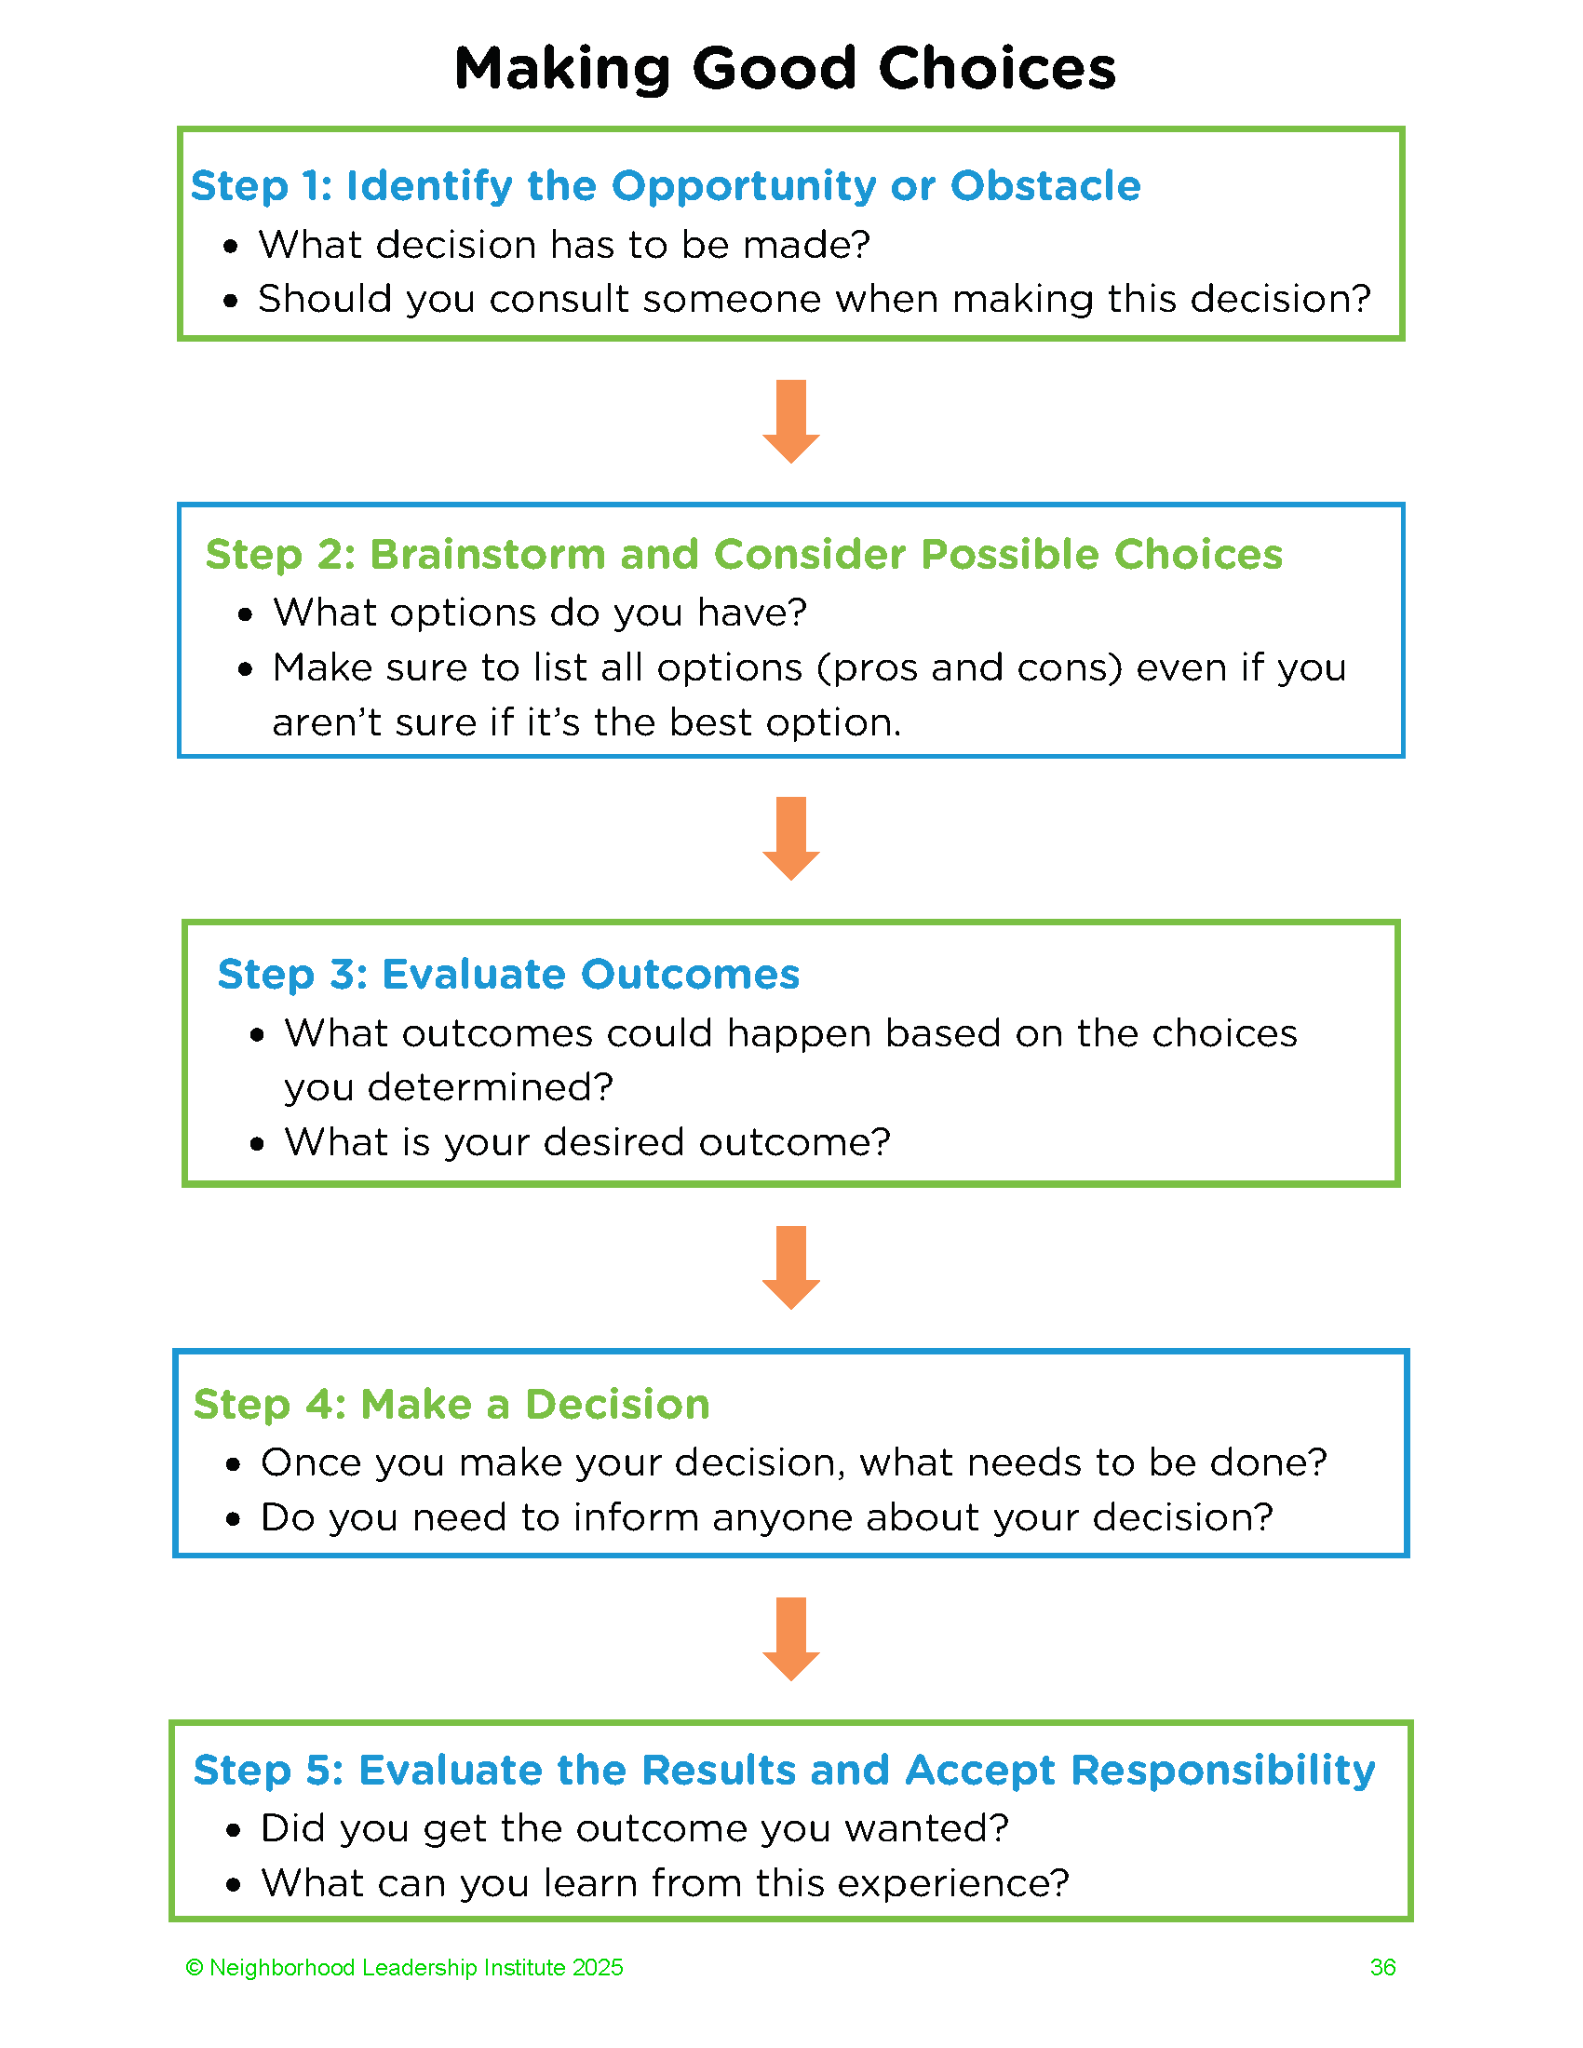 Making Good Choices
Step 1: Identify the Opportunity or Obstacle
• What decision has to be made?
• Should you consult someone when making this decision?
Step 2: Brainstorm and Consider Possible Choices
• What options do you have?
• Make sure to list all options (pros and cons) even if you
aren’t sure if it’s the best option.
Step 3: Evaluate Outcomes
• What outcomes could happen based on the choices
you determined?
• What is your desired outcome?
Step 4: Make a Decision
• Once you make your decision, what needs to be done?
• Do you need to inform anyone about your decision?
Step 5: Evaluate the Results and Accept Responsibility
• Did you get the outcome you wanted?
• What can you learn from this experience?
© Neighborhood Leadership Institute 2025
36